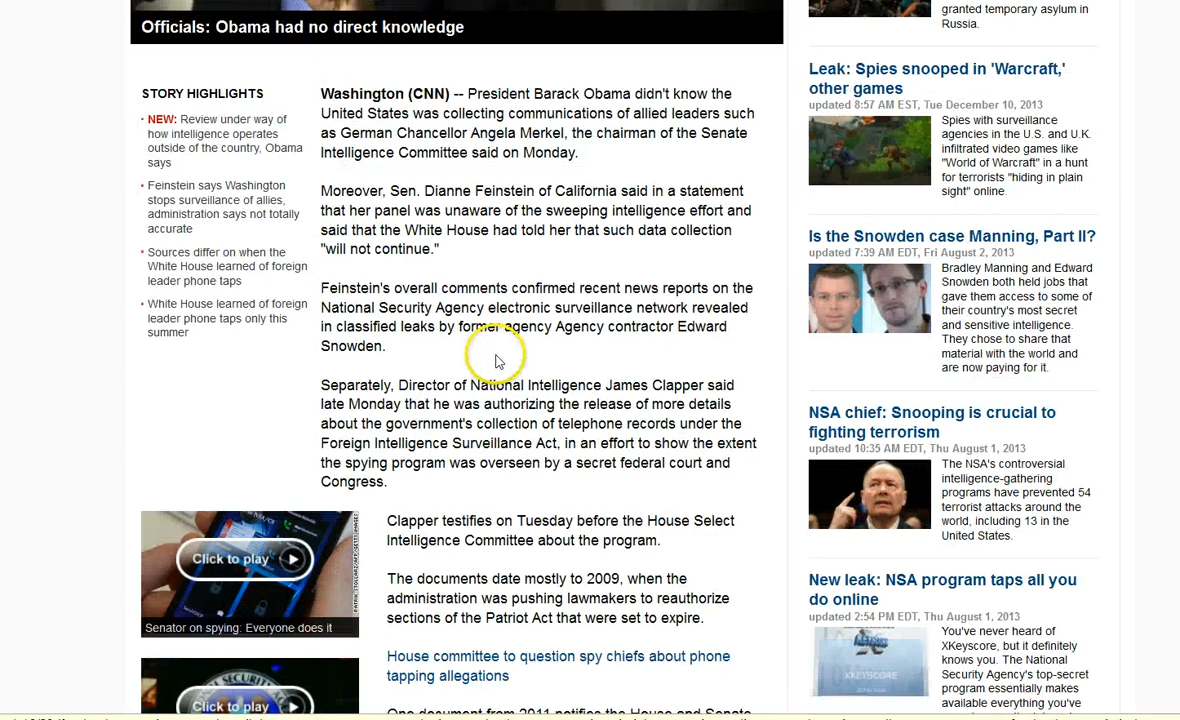 Officials: Obama had no direct knowledge
STORY HIGHLIGHTS
NEW: Review under way of
how intelligence operates
outside of the country, Obama
says
Feinstein says Washington
stops surveillance of allies,
administration says not totally
accurate
Sources differ on when the
White House learned of foreign
leader phone taps
White House learned of foreign
leader phone taps only this
summer
Washington (CNN) -- President Barack Obama didn't know the
United States was collecting communications of allied leaders such
as German Chancellor Angela Merkel, the chairman of the Senate
Intelligence Committee said on Monday.
Moreover, Sen. Dianne Feinstein of California said in a statement
that her panel was unaware of the sweeping intelligence effort and
said that the White House had told her that such data collection
"will not continue."
Feinstein's overall comments confirmed recent news reports on the
National Security Agency electronic surveillance network revealed
in classified leaks by former agency Agency contractor Edward
Snowden.
Separately, Director of National Intelligence James Clapper said
late Monday that he was authorizing the release of more details
about the government's collection of telephone records under the
Foreign Intelligence Surveillance Act, in an effort to show the extent
the spying program was overseen by a secret federal court and
Congress.
Click to play
Senator on spying: Everyone does it
Click to play
Clapper testifies on Tuesday before the House Select
Intelligence Committee about the program.
The documents date mostly to 2009, when the
administration was pushing lawmakers to reauthorize
sections of the Patriot Act that were set to expire.
House committee to question spy chiefs about phone
tapping allegations
One document from 2011 notifies the House and Senate
granted temporary asylum in
Russia.
Leak: Spies snooped in 'Warcraft,'
other games
updated 8:57 AM EST, Tue December 10, 2013
Spies with surveillance
agencies in the U.S. and U.K.
infiltrated video games like
"World of Warcraft" in a hunt
for terrorists "hiding in plain
sight" online.
Is the Snowden case Manning, Part II?
updated 7:39 AM EDT, Fri August 2, 2013
Bradley Manning and Edward
Snowden both held jobs that
gave them access to some of
their country's most secret
and sensitive intelligence.
They chose to share that
material with the world and
are now paying for it.
NSA chief: Snooping is crucial to
fighting terrorism
updated 10:35 AM EDT, Thu August 1, 2013
The NSA's controversial
intelligence-gathering
programs have prevented 54
terrorist attacks around the
world, including 13 in the
United States.
New leak: NSA program taps all you
do online
updated 2:54 PM EDT, Thu August 1, 2013
You've never heard of
XKeyscore, but it definitely
knows you. The National
Security Agency's top-secret
program essentially makes
available everything you've
XKEYSCORE